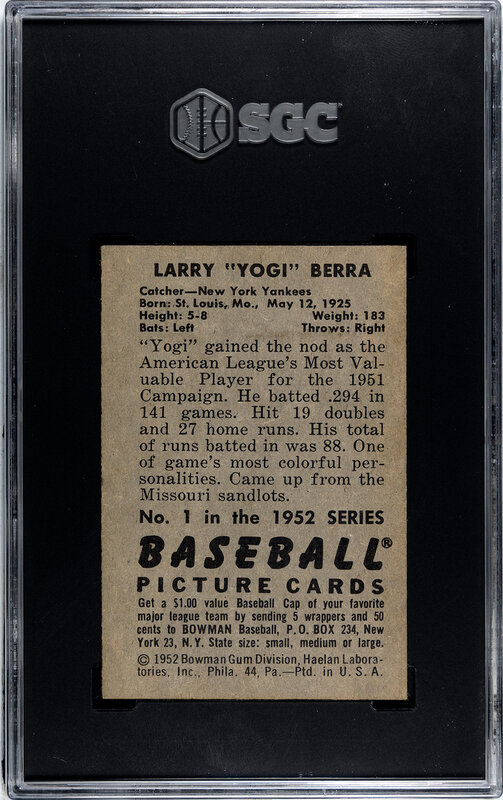 SGC
LARRY "YOGI" BERRA
Catcher—New York Yankees
Born: St. Louis, Mo., May 12, 1925
Height: 5-8 Weight: 183
Bats: Left Throws: Right
"Yogi" gained the nod as the
American League's Most Val-
uable Player for the 1951
Campaign. He batted .294 in
141 games. Hit 19 doubles
and 27 home runs. His total
of runs batted in was 88. One
of game's most colorful per-
sonalities. Came up from the
Missouri sandlots.
No. 1 in the 1952 SERIES
BASEBALL®
PICTURE CARDS
Get a $1.00 value Baseball Cap of your favorite
major league team by sending 5 wrappers and 50
cents to BOWMAN Baseball, P.O. BOX 234, New
York 23, N.Y. State size: small, medium or large.
© 1952 Bowman Gum Division, Haelan Labora-
tories, Inc., Phila. 44, Pa.—Ptd. in U. S. A.